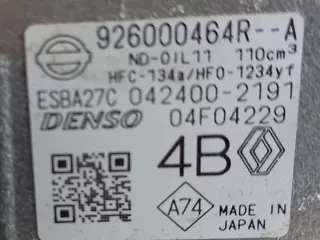 926000464R--A
ND-OIL11 110cm³
HFC-134a/HFO-1234yf
ESBA27C 042400-2191
DENSO 04F04229
4B
A74 MADE IN
JAPAN